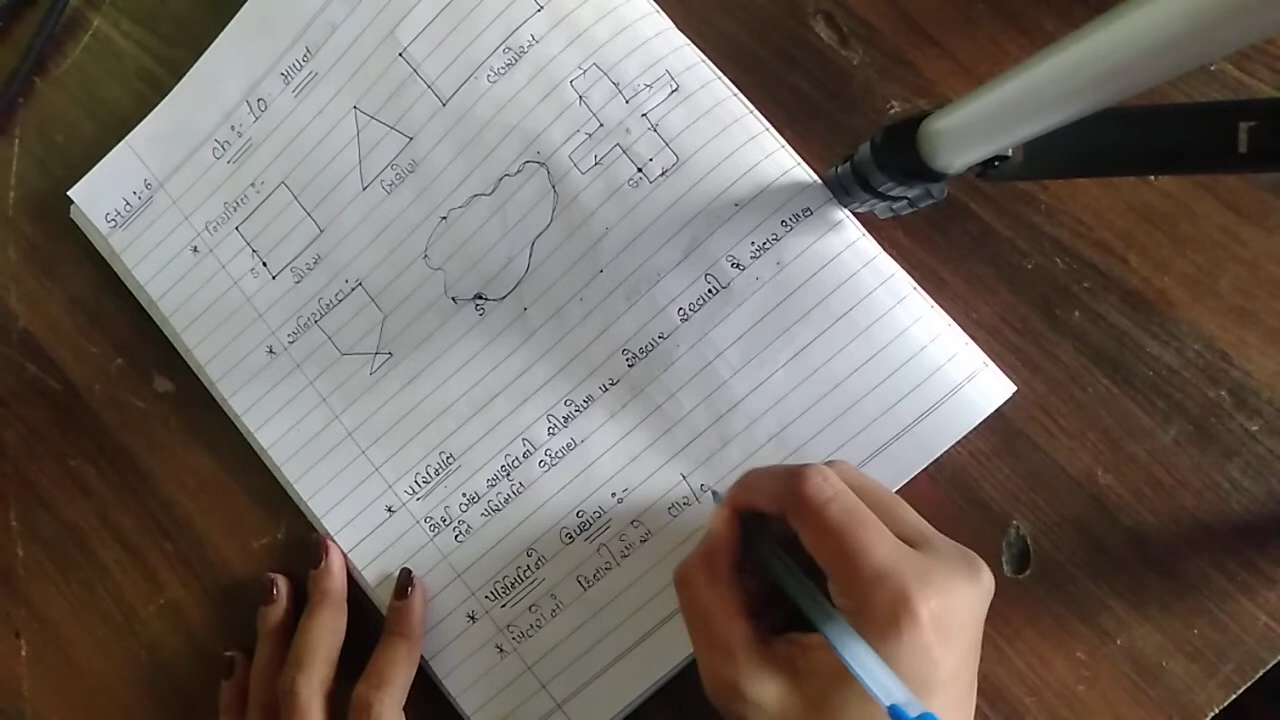 Std :- 6
ch :- 10. માપન
* નિયમિત :-
S
ચોરસ
ત્રિકોણ
લંબચોરસ
* અનિયમિત :-
S
S
* પરિમિતિ
કોઈ બંધ આકૃતિની સીમારેખા પર એકવાર ફરવાથી જે અંતર કપાય
તેને પરિમિતિ કહેવાય.
* પરિમિતિનો ઉપયોગ :-
* ખેતરોમાં કિનારીઓએ તાર/